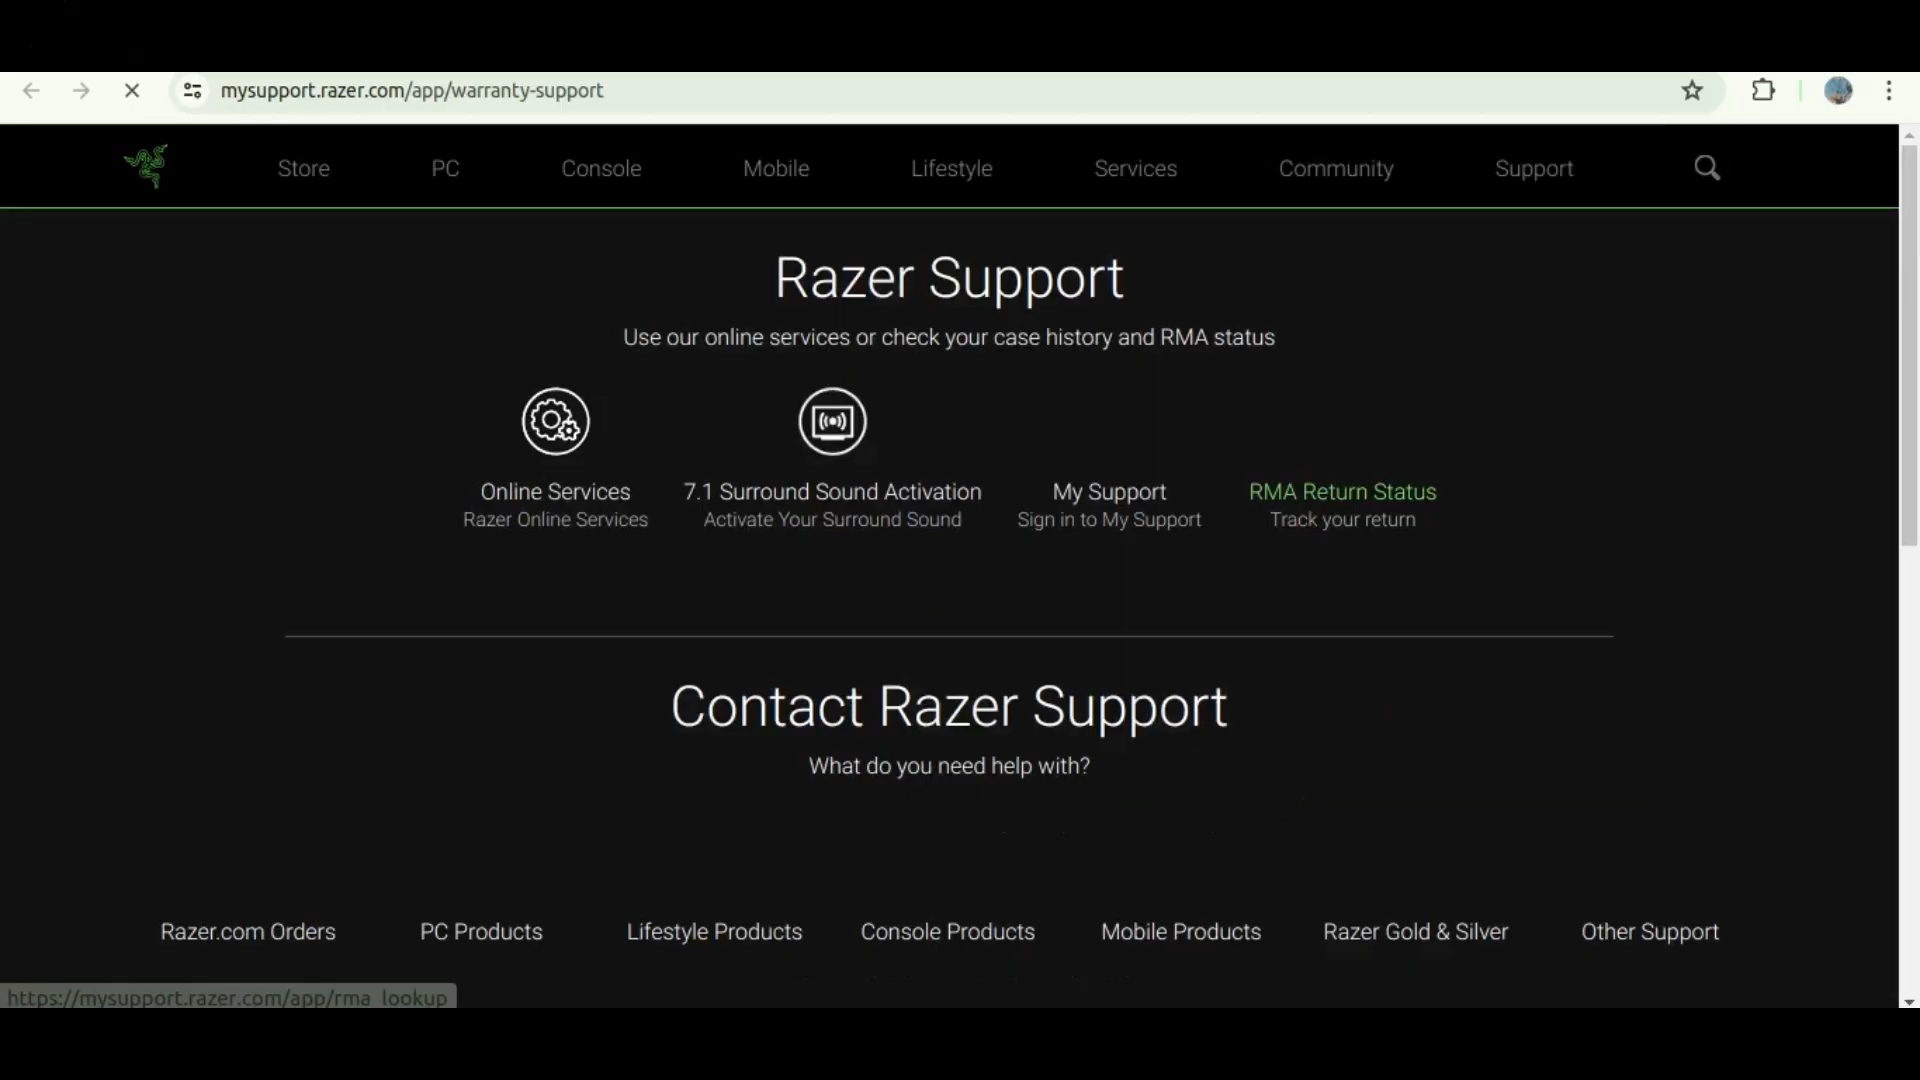 mysupport.razer.com/app/warranty-support
Store PC Console Mobile Lifestyle Services Community Support
Razer Support
Use our online services or check your case history and RMA status
Online Services 7.1 Surround Sound Activation My Support RMA Return Status
Razer Online Services Activate Your Surround Sound Sign in to My Support Track your return
Contact Razer Support
What do you need help with?
Razer.com Orders PC Products Lifestyle Products Console Products Mobile Products Razer Gold & Silver Other Support
https://mysupport.razer.com/app/rma_lookup